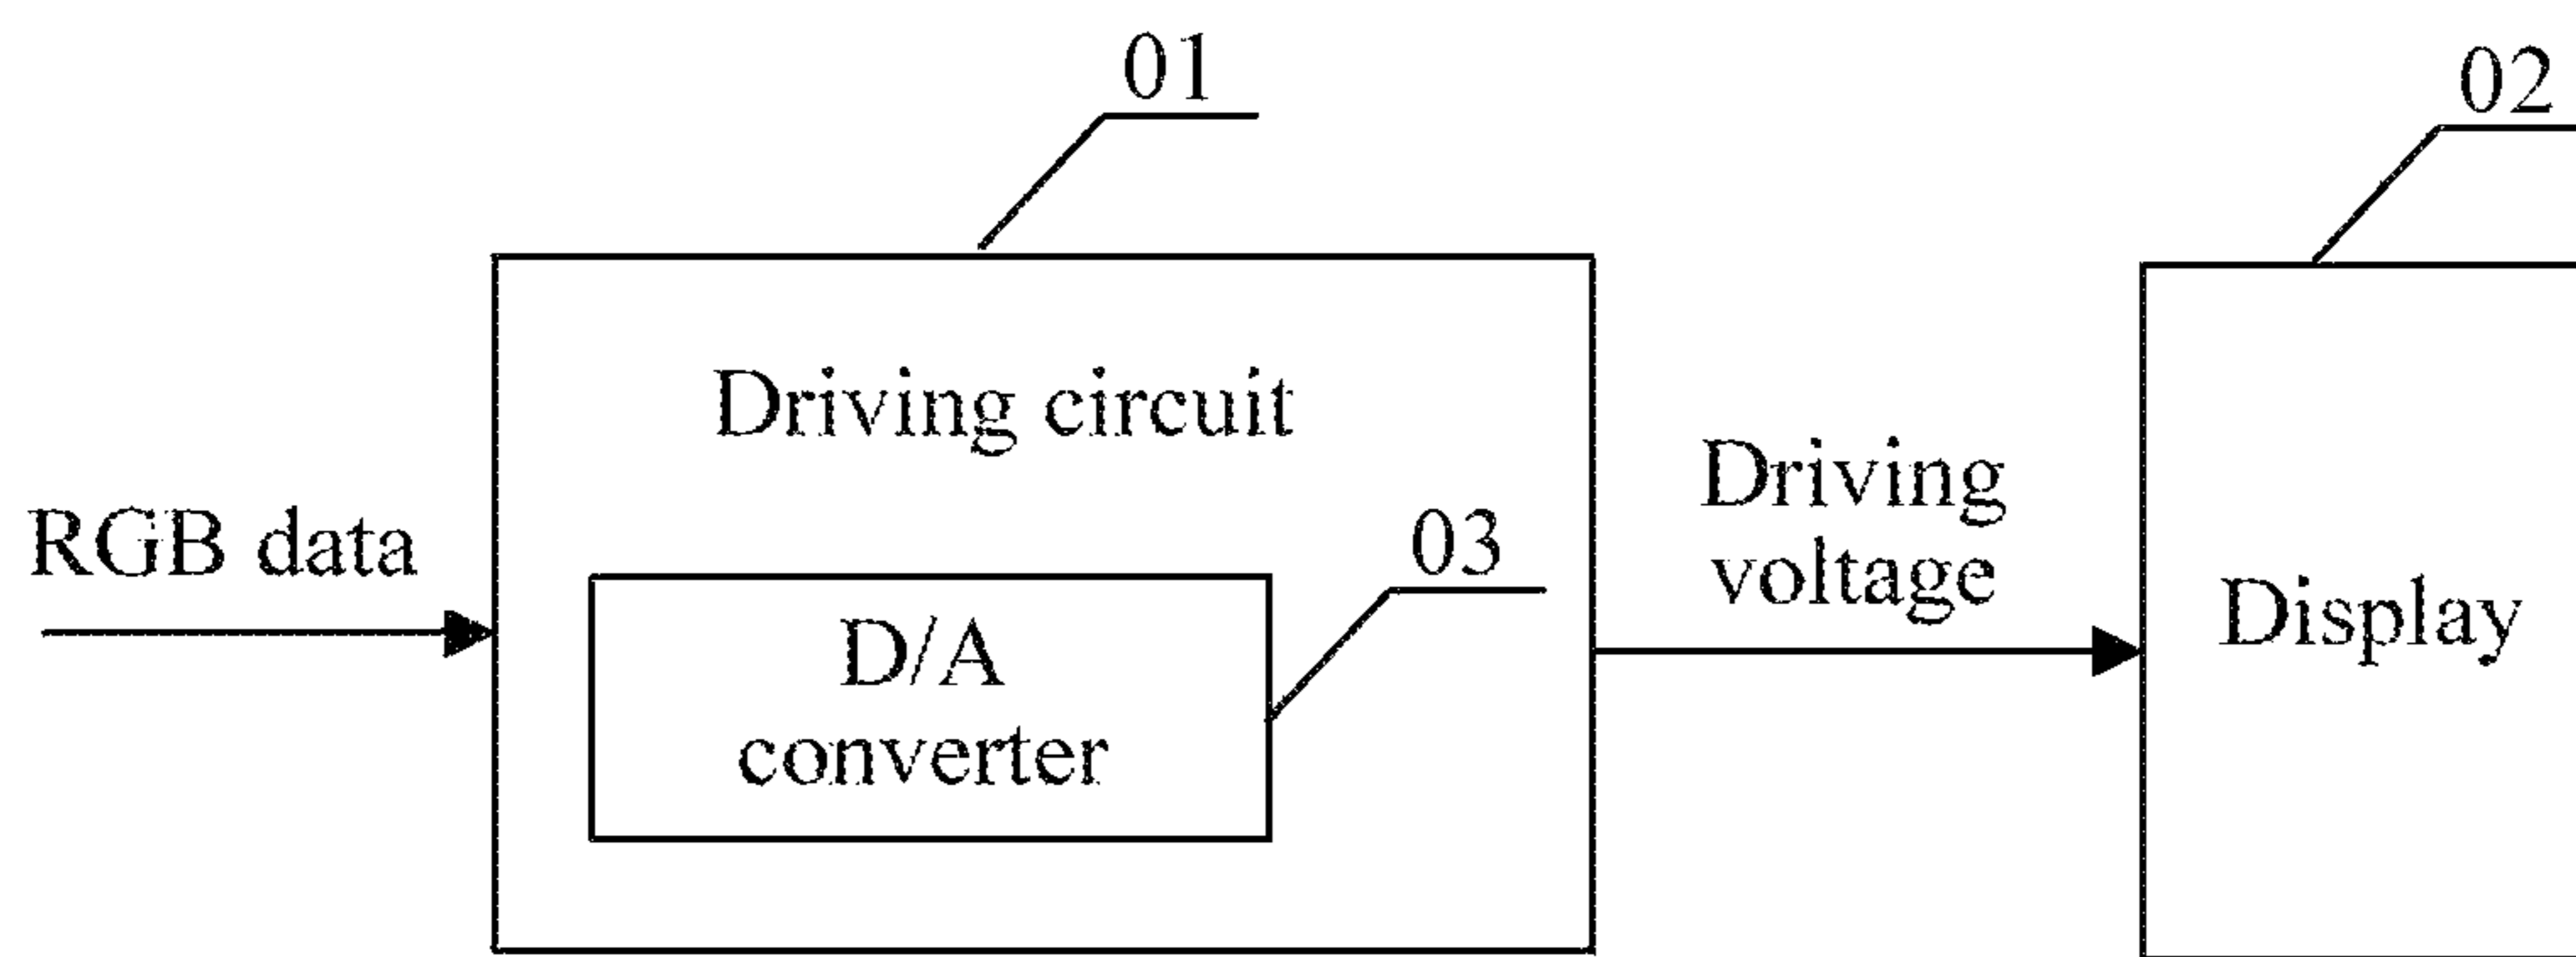 01
02
Driving circuit
RGB data
03
D/A
converter
Driving
voltage
Display